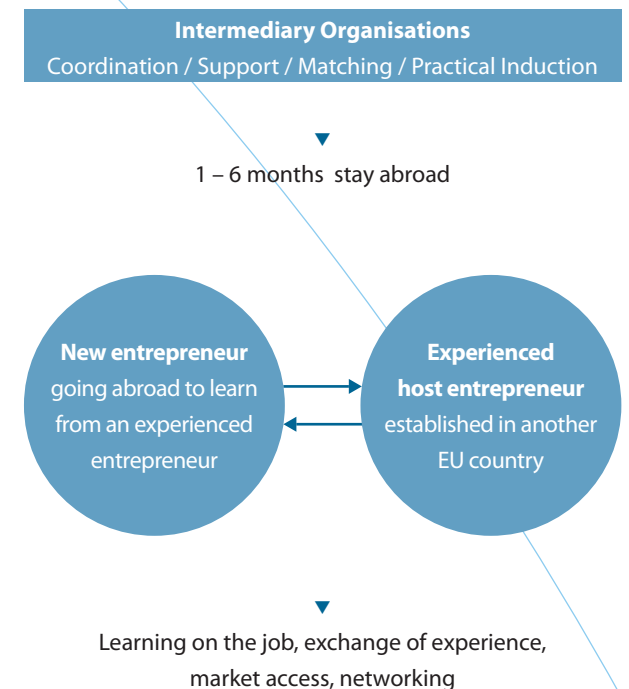 Intermediary Organisations
Coordination / Support / Matching / Practical Induction
1 – 6 months stay abroad
New entrepreneur
going abroad to learn
from an experienced
entrepreneur
Experienced
host entrepreneur
established in another
EU country
Learning on the job, exchange of experience,
market access, networking